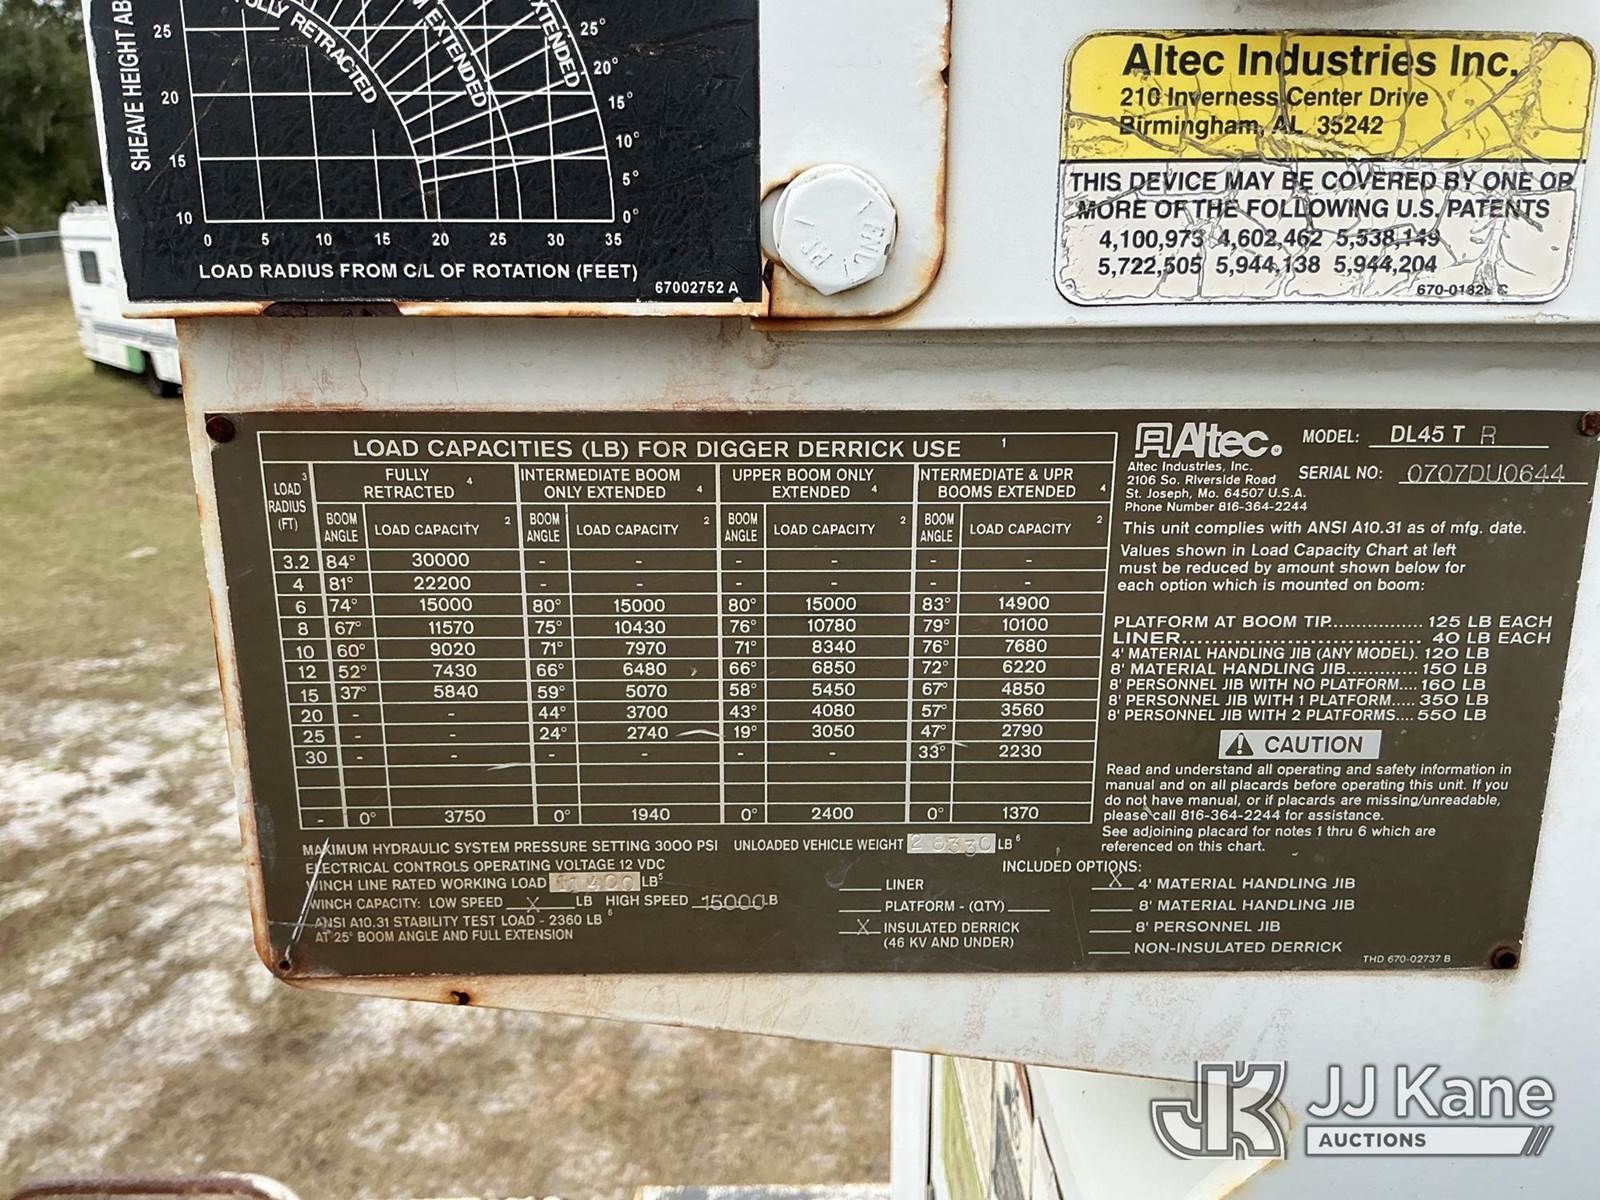 SHEAVE HEIGHT AB
FULLY RETRACTED
EXTENDED
EXTENDED
25
20
15
10
25°
20°
15°
10°
5°
0°
0 5 10 15 20 25 30 35
LOAD RADIUS FROM C/L OF ROTATION (FEET)
67002752 A
Altec Industries Inc.
210 Inverness Center Drive
Birmingham, AL 35242
THIS DEVICE MAY BE COVERED BY ONE OR
MORE OF THE FOLLOWING U.S. PATENTS
4,100,973 4,602,462 5,538,149
5,722,505 5,944,138 5,944,204
LOAD CAPACITIES (LB) FOR DIGGER DERRICK USE 1
LOAD RADIUS (FT) 3
FULLY RETRACTED 4
INTERMEDIATE BOOM ONLY EXTENDED 4
UPPER BOOM ONLY EXTENDED 4
NTERMEDIATE & UPR BOOMS EXTENDED 4
BOOM ANGLE LOAD CAPACITY 2 BOOM ANGLE LOAD CAPACITY 2 BOOM ANGLE LOAD CAPACITY 2 BOOM ANGLE LOAD CAPACITY 2
3.2 84° 30000 - - - - - -
4 81° 22200 - - - - - -
6 74° 15000 80° 15000 80° 15000 83° 14900
8 67° 11570 75° 10430 76° 10780 79° 10100
10 60° 9020 71° 7970 71° 8340 76° 7680
12 52° 7430 66° 6480 66° 6850 72° 6220
15 37° 5840 59° 5070 58° 5450 67° 4850
20 - - 44° 3700 43° 4080 57° 3560
25 - - 24° 2740 19° 3050 47° 2790
30 - - - - - - 33° 2230
- 0° 3750 0° 1940 0° 2400 0° 1370
MAXIMUM HYDRAULIC SYSTEM PRESSURE SETTING 3000 PSI UNLOADED VEHICLE WEIGHT 28330 LB 6
ELECTRICAL CONTROLS OPERATING VOLTAGE 12 VDC
WINCH LINE RATED WORKING LOAD 11400 LB 5
WINCH CAPACITY: LOW SPEED X LB HIGH SPEED 15000 LB
ANSI A10.31 STABILITY TEST LOAD - 2360 LB 6
AT 25° BOOM ANGLE AND FULL EXTENSION
INCLUDED OPTIONS:
LINER
PLATFORM - (QTY)
X INSULATED DERRICK
(46 KV AND UNDER)
X 4' MATERIAL HANDLING JIB
8' MATERIAL HANDLING JIB
8' PERSONNEL JIB
NON-INSULATED DERRICK
THD 670-02737 B
Altec®
Altec Industries, Inc.
2106 So. Riverside Road
St. Joseph, Mo. 64507 U.S.A.
Phone Number 816-364-2244
MODEL: DL45 T R
SERIAL NO: 0707DU0644
This unit complies with ANSI A10.31 as of mfg. date.
Values shown in Load Capacity Chart at left
must be reduced by amount shown below for
each option which is mounted on boom:
PLATFORM AT BOOM TIP................ 125 LB EACH
LINER.................................. 40 LB EACH
4' MATERIAL HANDLING JIB (ANY MODEL). 120 LB
8' MATERIAL HANDLING JIB............. 150 LB
8' PERSONNEL JIB WITH NO PLATFORM.... 160 LB
8' PERSONNEL JIB WITH 1 PLATFORM..... 350 LB
8' PERSONNEL JIB WITH 2 PLATFORMS.... 550 LB
CAUTION
Read and understand all operating and safety information in
manual and on all placards before operating this unit. If you
do not have manual, or if placards are missing/unreadable,
please call 816-364-2244 for assistance.
See adjoining placard for notes 1 thru 6 which are
referenced on this chart.
JJ Kane
AUCTIONS